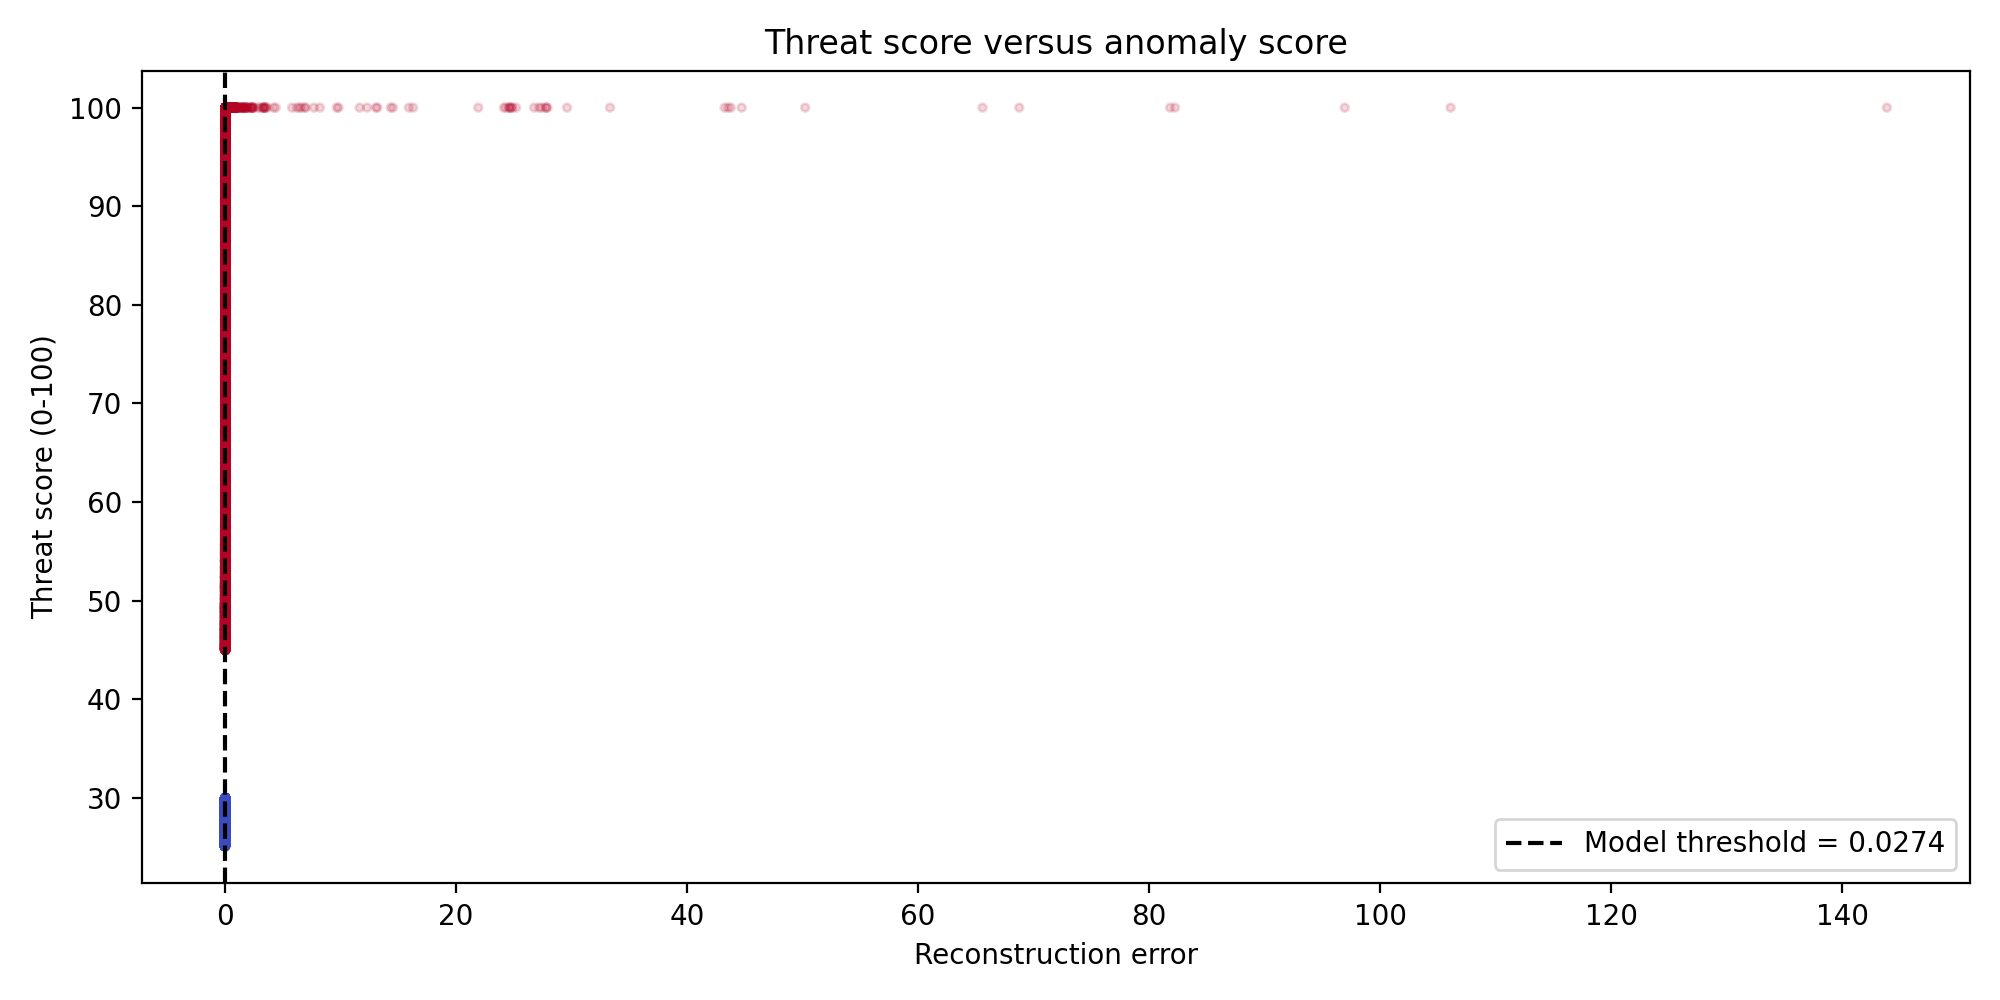 Threat score versus anomaly score
100
90
80
70
60
50
40
30
Threat score (0-100)
Model threshold = 0.0274
0 20 40 60 80 100 120 140
Reconstruction error